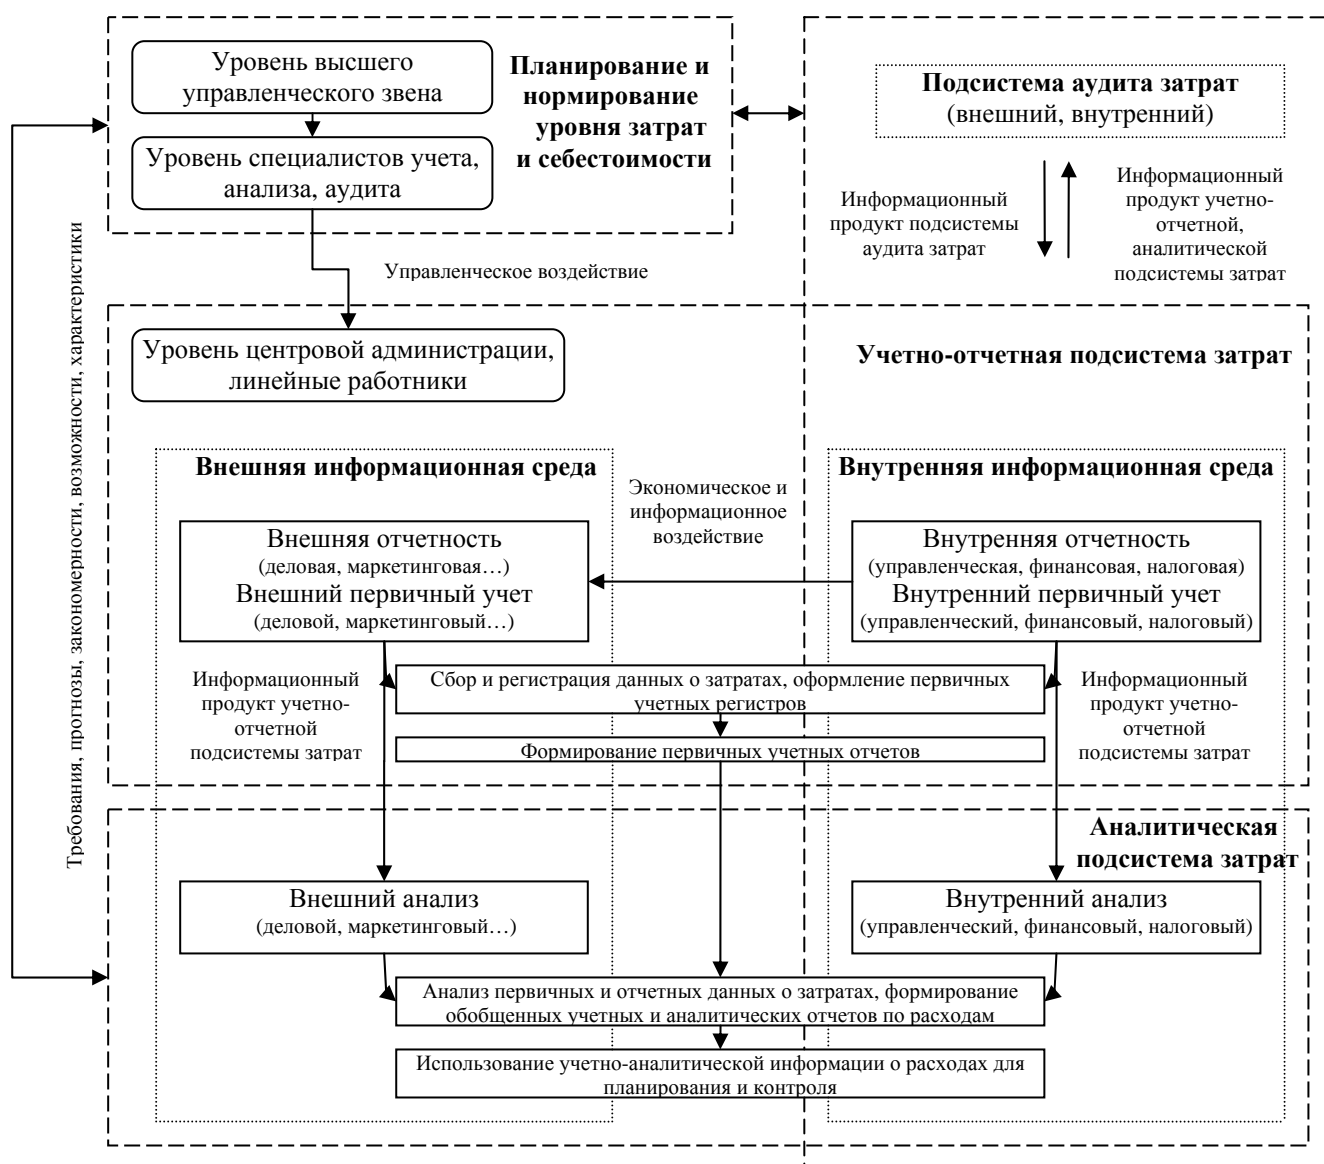 Уровень высшего
управленческого звена
Планирование и
нормирование
уровня затрат
и себестоимости
Уровень специалистов учета,
анализа, аудита
Подсистема аудита затрат
(внешний, внутренний)
Информационный
продукт подсистемы
аудита затрат
Информационный
продукт учетно-
отчетной,
аналитической
подсистемы затрат
Управленческое воздействие
Требования, прогнозы, закономерности, возможности, характеристики
Уровень центровой администрации,
линейные работники
Учетно-отчетная подсистема затрат
Внешняя информационная среда
Экономическое и
информационное
воздействие
Внутренняя информационная среда
Внешняя отчетность
(деловая, маркетинговая…)
Внешний первичный учет
(деловой, маркетинговый…)
Внутренняя отчетность
(управленческая, финансовая, налоговая)
Внутренний первичный учет
(управленческий, финансовый, налоговый)
Информационный
продукт учетно-
отчетной
подсистемы затрат
Сбор и регистрация данных о затратах, оформление первичных
учетных регистров
Формирование первичных учетных отчетов
Информационный
продукт учетно-
отчетной
подсистемы затрат
Аналитическая
подсистема затрат
Внешний анализ
(деловой, маркетинговый…)
Внутренний анализ
(управленческий, финансовый, налоговый)
Анализ первичных и отчетных данных о затратах, формирование
обобщенных учетных и аналитических отчетов по расходам
Использование учетно-аналитической информации о расходах для
планирования и контроля